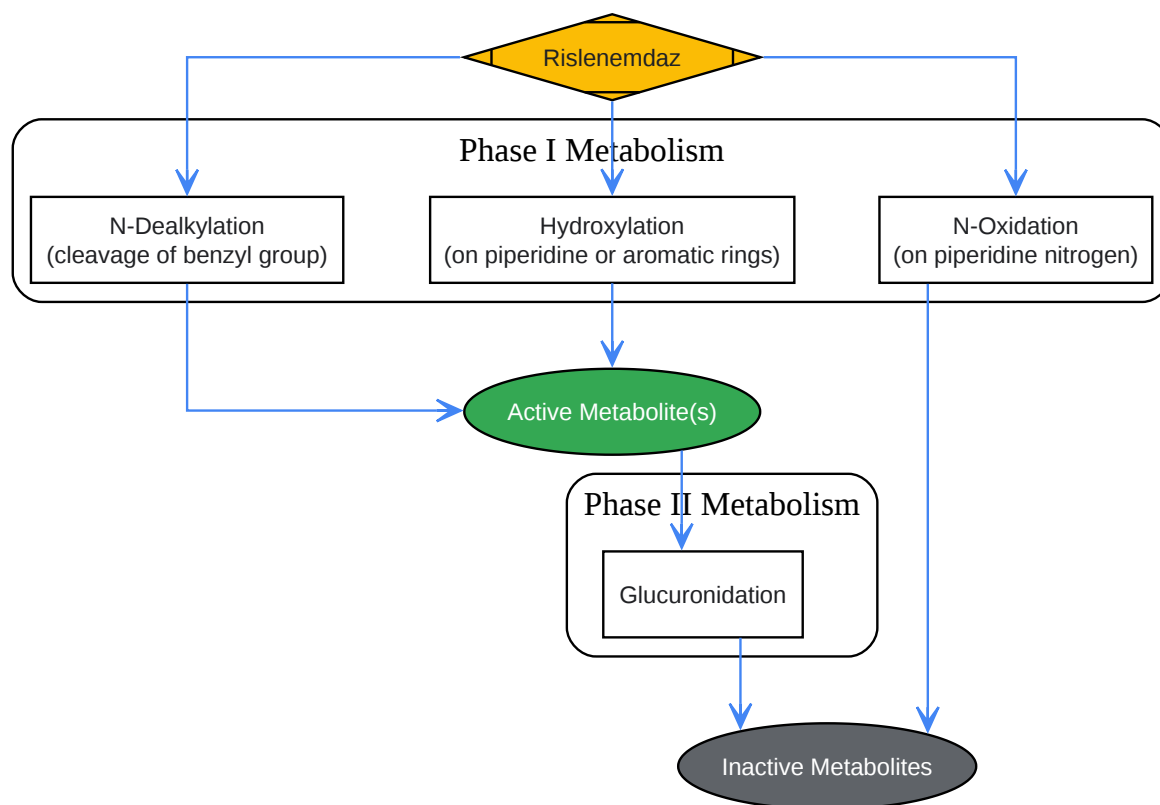 Rislenemdaz
Phase I Metabolism
N-Dealkylation
(cleavage of benzyl group)
Hydroxylation
(on piperidine or aromatic rings)
N-Oxidation
(on piperidine nitrogen)
Active Metabolite(s)
Phase II Metabolism
Glucuronidation
Inactive Metabolites